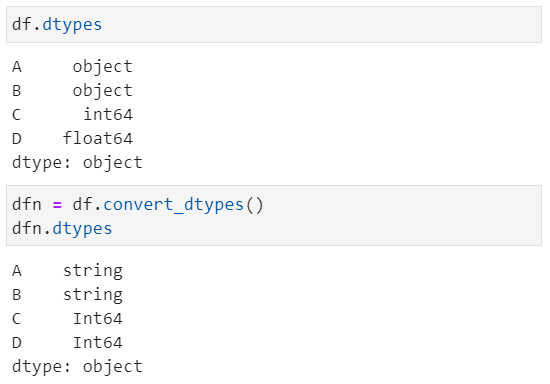 df.dtypes
A     object
B     object
C      int64
D    float64
dtype: object
dfn = df.convert_dtypes()
dfn.dtypes
A    string
B    string
C     Int64
D     Int64
dtype: object